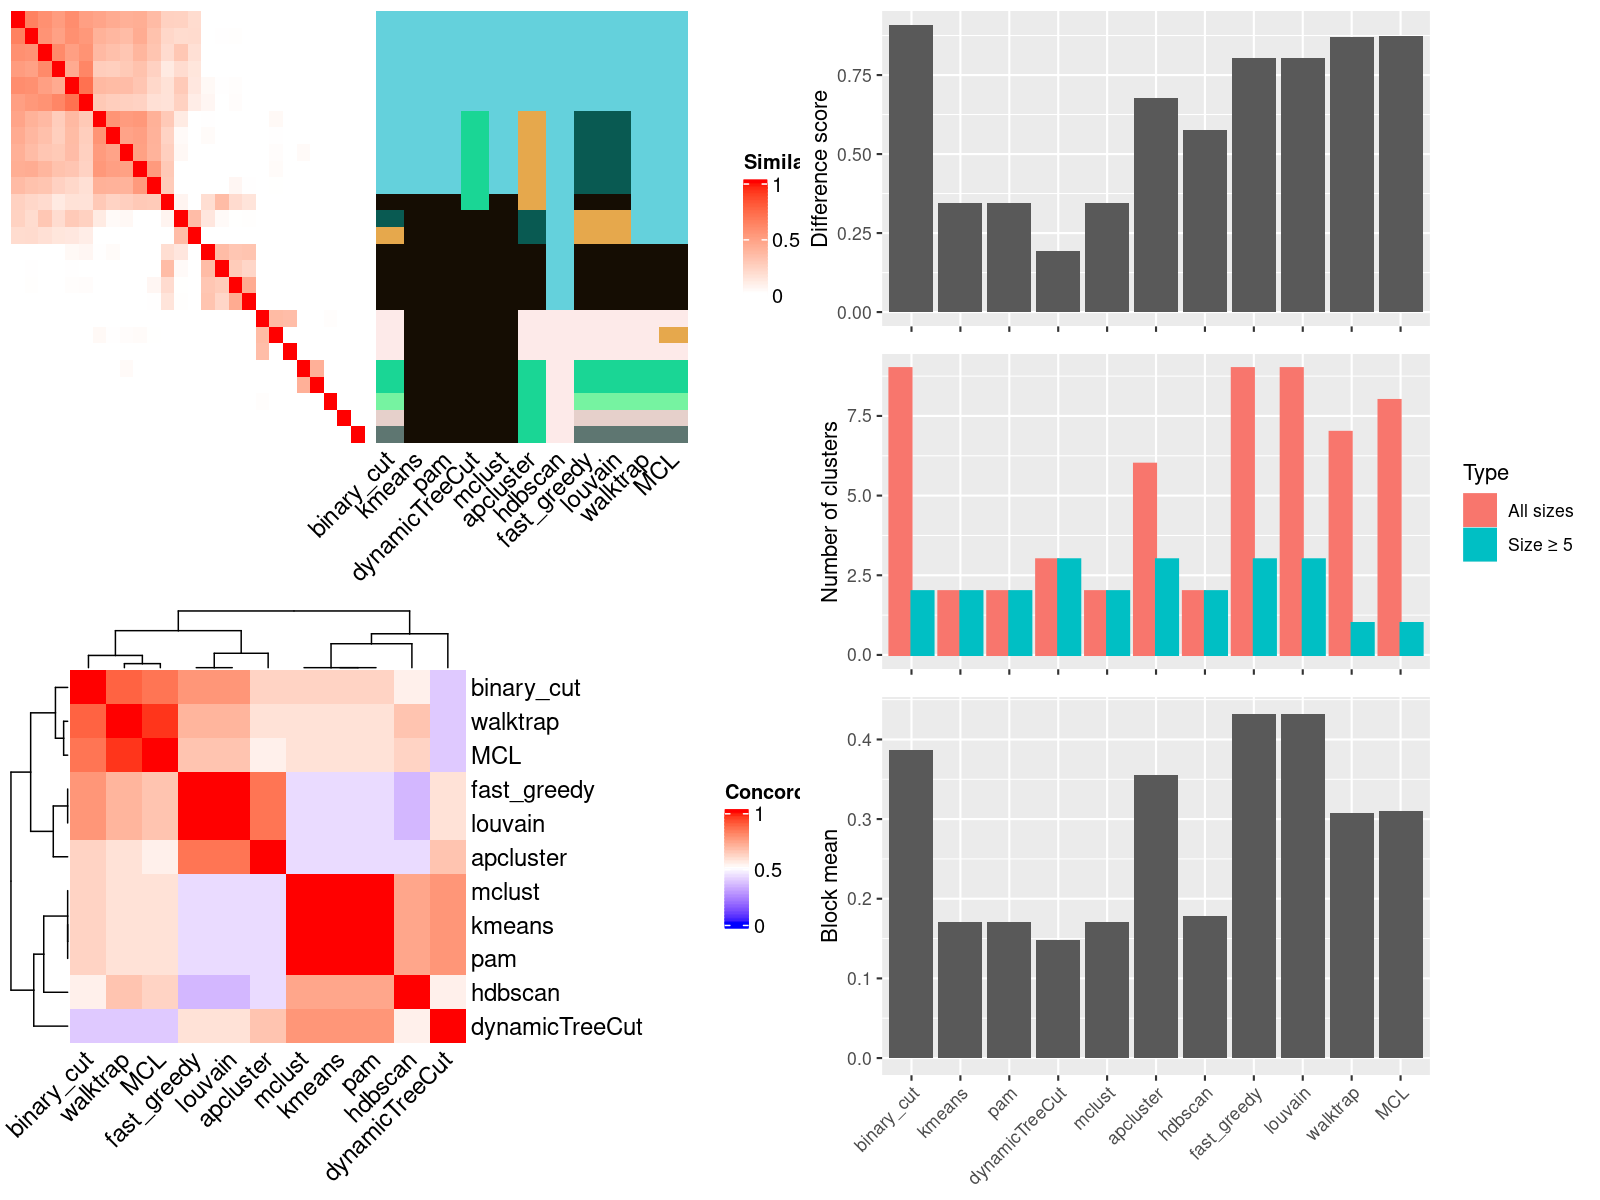 Simila
1
0.5
0
binary_cut
kmeans
pam
dynamicTreeCut
mclust
apcluster
hdbscan
fast_greedy
louvain
walktrap
MCL
binary_cut
walktrap
MCL
fast_greedy
louvain
apcluster
mclust
kmeans
pam
hdbscan
dynamicTreeCut
binary_cut
walktrap
MCL
fast_greedy
louvain
apcluster
mclust
kmeans
pam
hdbscan
dynamicTreeCut
Concord
1
0.5
0
Difference score
0.75
0.50
0.25
0.00
Number of clusters
7.5
5.0
2.5
0.0
Type
All sizes
Size ≥ 5
Block mean
0.4
0.3
0.2
0.1
0.0
binary_cut
kmeans
pam
dynamicTreeCut
mclust
apcluster
hdbscan
fast_greedy
louvain
walktrap
MCL